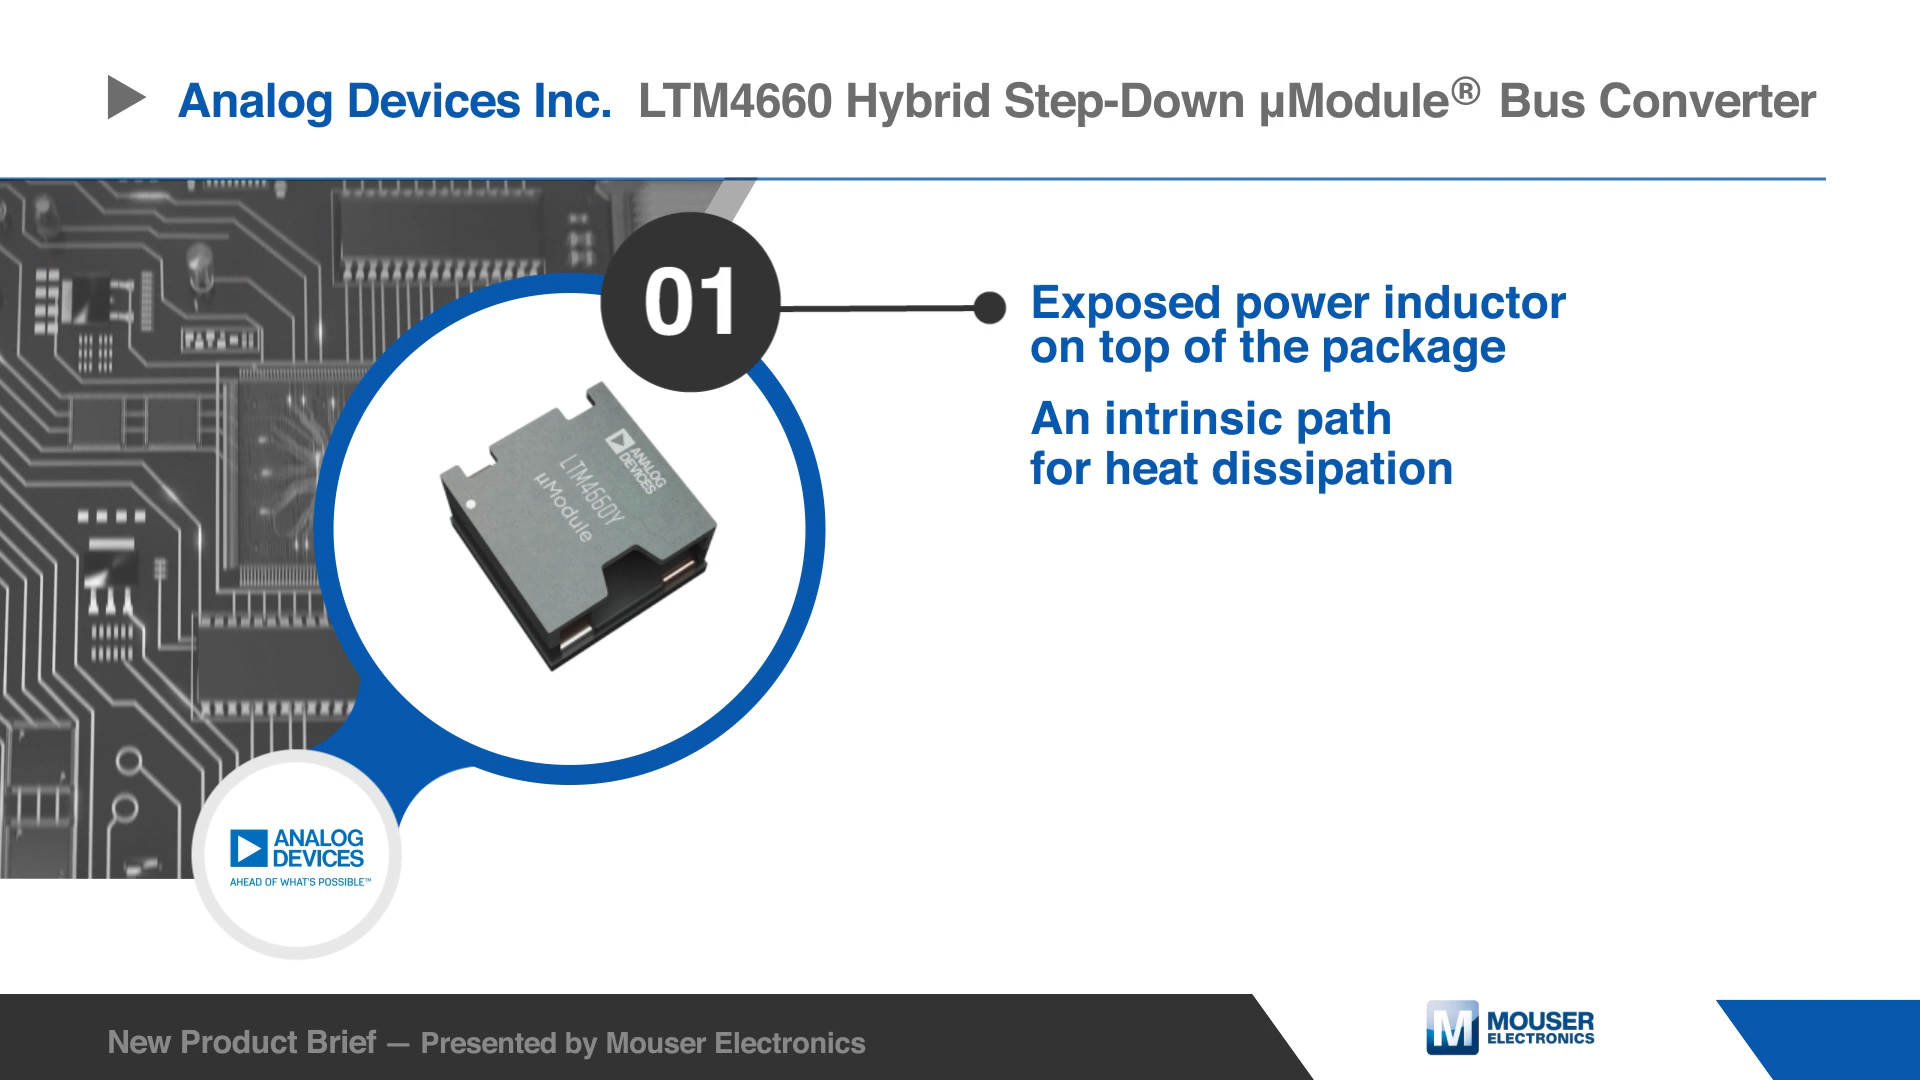 Analog Devices Inc. LTM4660 Hybrid Step-Down µModule® Bus Converter
01
Exposed power inductor
on top of the package
An intrinsic path
for heat dissipation
ANALOG
DEVICES
LTM4660Y
µModule
ANALOG
DEVICES
AHEAD OF WHAT'S POSSIBLE™
New Product Brief — Presented by Mouser Electronics
M MOUSER
ELECTRONICS